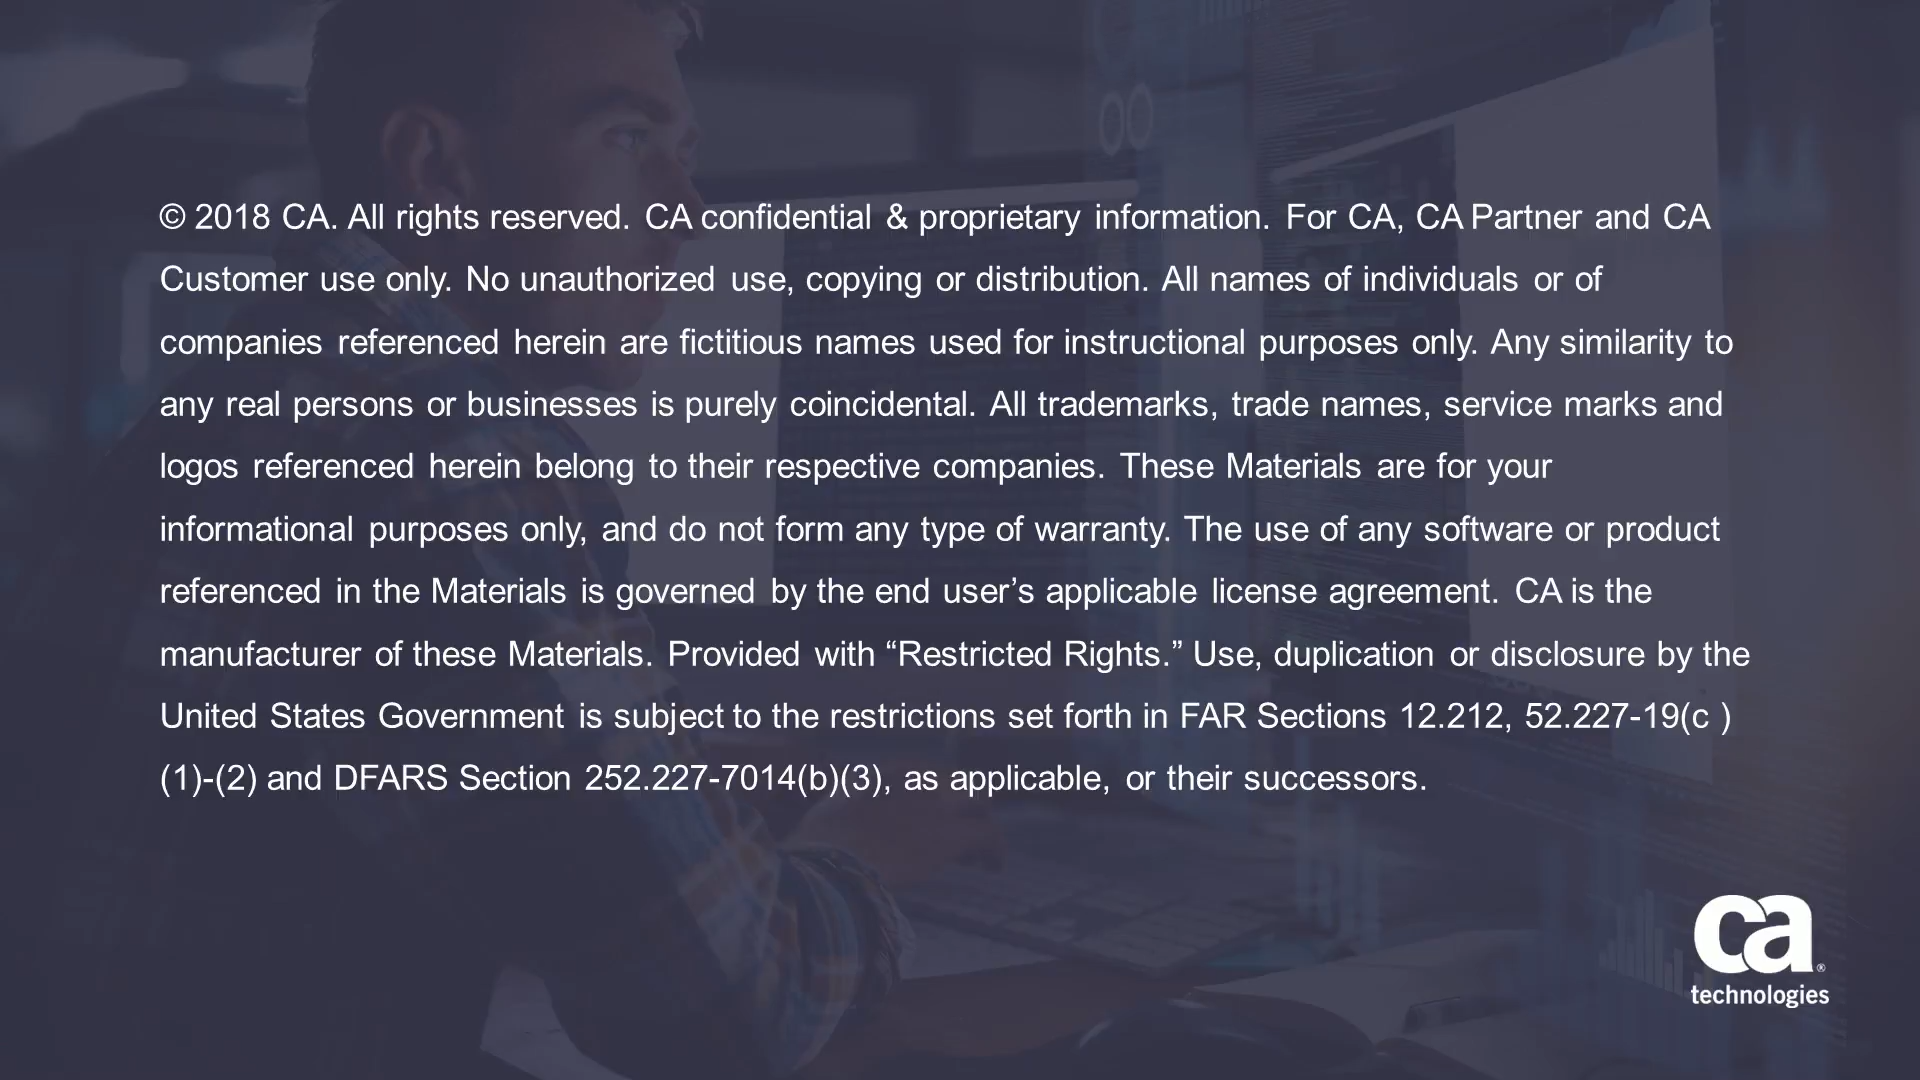 © 2018 CA. All rights reserved. CA confidential & proprietary information. For CA, CA Partner and CA
Customer use only. No unauthorized use, copying or distribution. All names of individuals or of
companies referenced herein are fictitious names used for instructional purposes only. Any similarity to
any real persons or businesses is purely coincidental. All trademarks, trade names, service marks and
logos referenced herein belong to their respective companies. These Materials are for your
informational purposes only, and do not form any type of warranty. The use of any software or product
referenced in the Materials is governed by the end user’s applicable license agreement. CA is the
manufacturer of these Materials. Provided with “Restricted Rights.” Use, duplication or disclosure by the
United States Government is subject to the restrictions set forth in FAR Sections 12.212, 52.227-19(c )
(1)-(2) and DFARS Section 252.227-7014(b)(3), as applicable, or their successors.
ca®
technologies